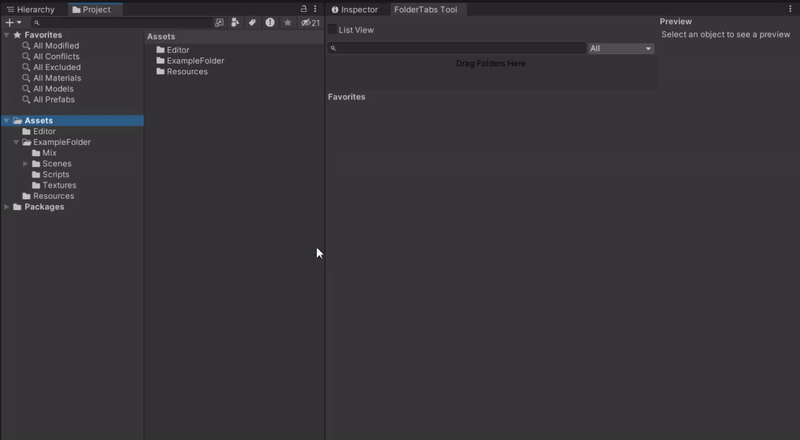 Hierarchy
Project
21
Favorites
All Modified
All Conflicts
All Excluded
All Materials
All Models
All Prefabs
Assets
Editor
ExampleFolder
Mix
Scenes
Scripts
Textures
Resources
Packages
Assets
Editor
ExampleFolder
Resources
Inspector
FolderTabs Tool
List View
All
Drag Folders Here
Favorites
Preview
Select an object to see a preview